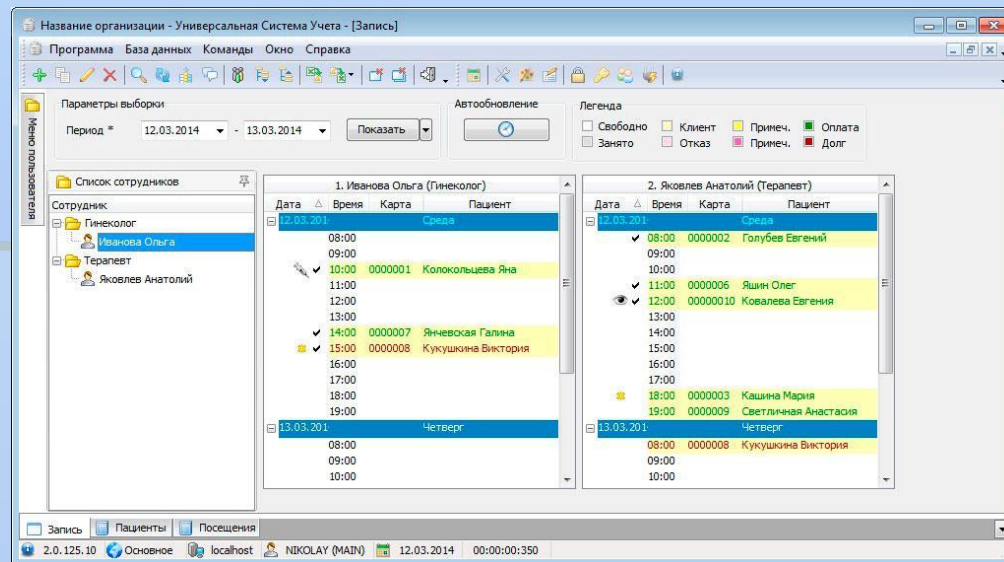 Название организации - Универсальная Система Учета - [Запись]
Программа База данных Команды Окно Справка
Меню пользователя
Параметры выборки
Период * 12.03.2014 - 13.03.2014 Показать
Автообновление
Легенда
Свободно Клиент Примеч. Оплата
Занято Отказ Примеч. Долг
Список сотрудников
Сотрудник
Гинеколог
Иванова Ольга
Терапевт
Яковлев Анатолий
1. Иванова Ольга (Гинеколог)
Дата Время Карта Пациент
12.03.201 Среда
08:00
09:00
10:00 0000001 Колокольцева Яна
11:00
12:00
13:00
14:00 0000007 Янчевская Галина
15:00 0000008 Кукушкина Виктория
16:00
17:00
18:00
19:00
13.03.201 Четверг
08:00
09:00
10:00
2. Яковлев Анатолий (Терапевт)
Дата Время Карта Пациент
12.03.201 Среда
08:00 0000002 Голубев Евгений
09:00
10:00
11:00 0000006 Яшин Олег
12:00 00000010 Ковалева Евгения
13:00
14:00
15:00
16:00
17:00
18:00 0000003 Кашина Мария
19:00 0000009 Светличная Анастасия
13.03.201 Четверг
08:00 0000008 Кукушкина Виктория
09:00
10:00
Запись Пациенты Посещения
2.0.125.10 Основное localhost NIKOLAY (MAIN) 12.03.2014 00:00:00:350